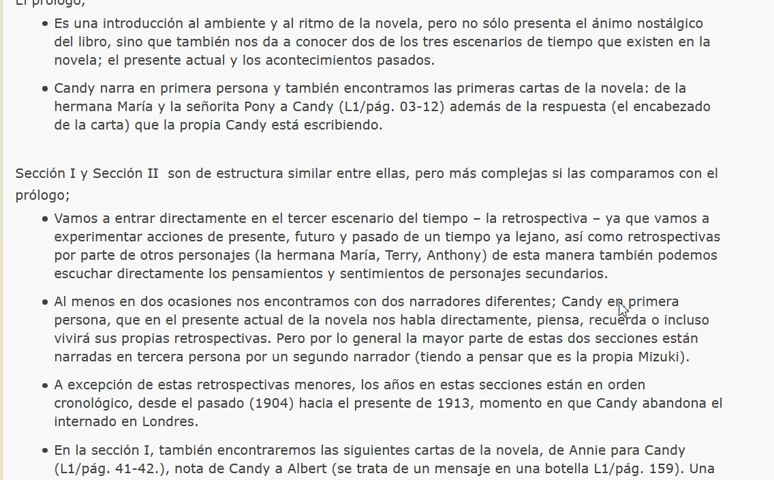 El prólogo;
• Es una introducción al ambiente y al ritmo de la novela, pero no sólo presenta el ánimo nostálgico
del libro, sino que también nos da a conocer dos de los tres escenarios de tiempo que existen en la
novela; el presente actual y los acontecimientos pasados.
• Candy narra en primera persona y también encontramos las primeras cartas de la novela: de la
hermana María y la señorita Pony a Candy (L1/pág. 03-12) además de la respuesta (el encabezado
de la carta) que la propia Candy está escribiendo.
Sección I y Sección II son de estructura similar entre ellas, pero más complejas si las comparamos con el
prólogo;
• Vamos a entrar directamente en el tercer escenario del tiempo – la retrospectiva – ya que vamos a
experimentar acciones de presente, futuro y pasado de un tiempo ya lejano, así como retrospectivas
por parte de otros personajes (la hermana María, Terry, Anthony) de esta manera también podemos
escuchar directamente los pensamientos y sentimientos de personajes secundarios.
• Al menos en dos ocasiones nos encontramos con dos narradores diferentes; Candy en primera
persona, que en el presente actual de la novela nos habla directamente, piensa, recuerda o incluso
vivirá sus propias retrospectivas. Pero por lo general la mayor parte de estas dos secciones están
narradas en tercera persona por un segundo narrador (tiendo a pensar que es la propia Mizuki).
• A excepción de estas retrospectivas menores, los años en estas secciones están en orden
cronológico, desde el pasado (1904) hacia el presente de 1913, momento en que Candy abandona el
internado en Londres.
• En la sección I, también encontraremos las siguientes cartas de la novela, de Annie para Candy
(L1/pág. 41-42.), nota de Candy a Albert (se trata de un mensaje en una botella L1/pág. 159). Una